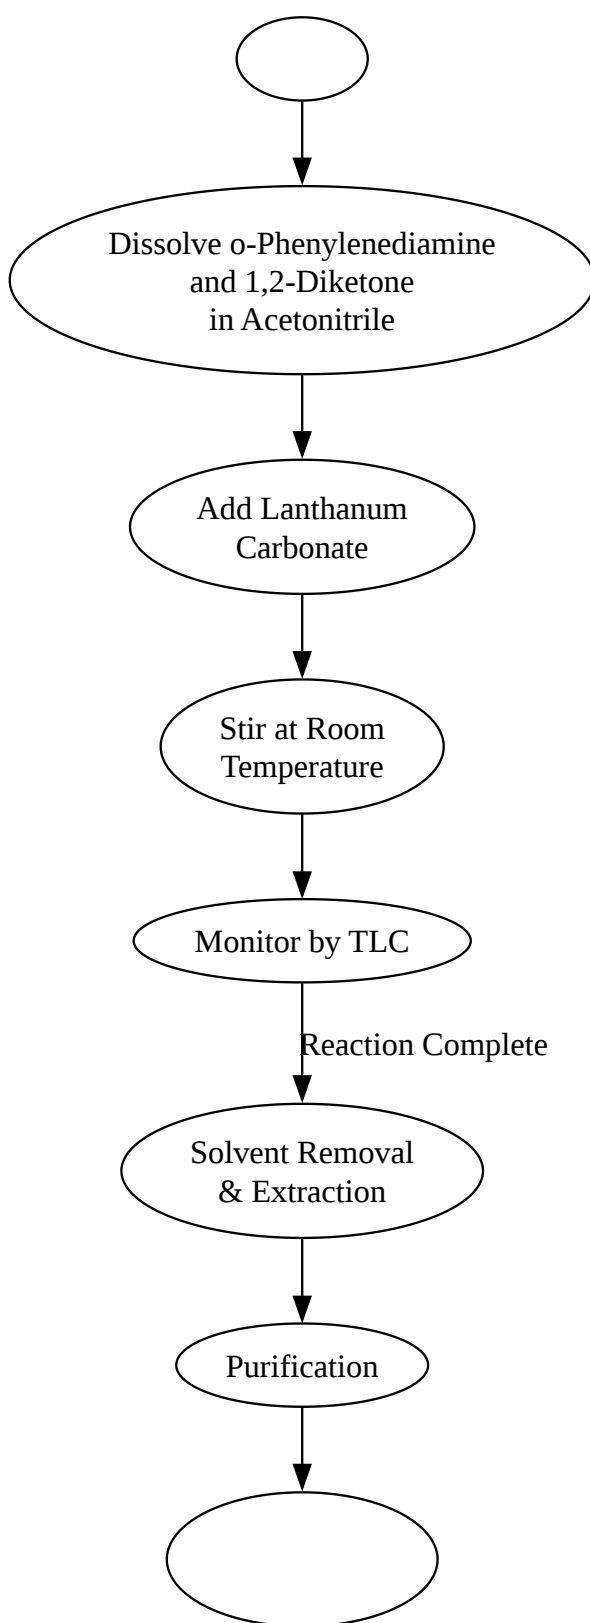 Dissolve o-Phenylenediamine
and 1,2-Diketone
in Acetonitrile
Add Lanthanum
Carbonate
Stir at Room
Temperature
Monitor by TLC
Reaction Complete
Solvent Removal
& Extraction
Purification